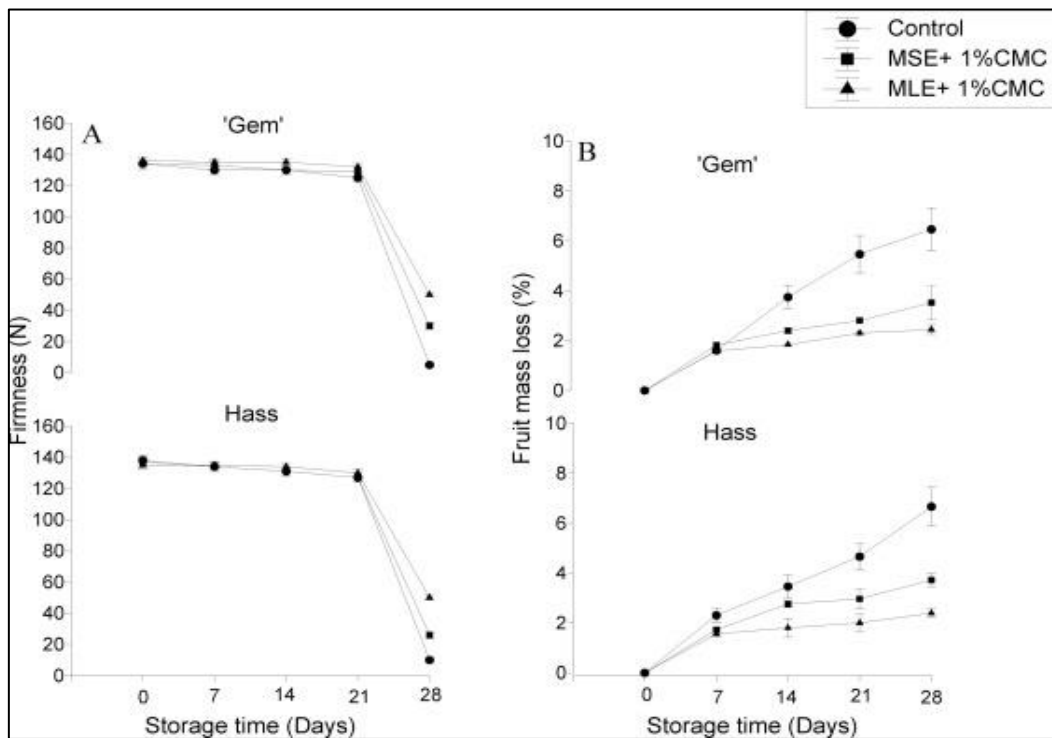 Control
MSE+ 1%CMC
MLE+ 1%CMC
A
'Gem'
160
140
120
100
80
60
40
20
0
Hass
160
140
120
100
80
60
40
20
0
Firmness (N)
0 7 14 21 28
Storage time (Days)
B
'Gem'
10
8
6
4
2
0
Hass
10
8
6
4
2
0
Fruit mass loss (%)
0 7 14 21 28
Storage time (Days)